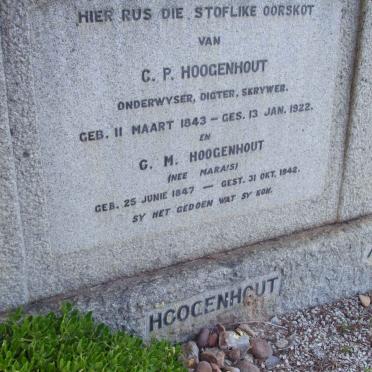 HIER RUS DIE STOFLIKE OORSKOT
VAN
C. P. HOOGENHOUT
ONDERWYSER, DIGTER, SKRYWER.
GEB. 11 MAART 1843 - GES. 13 JAN. 1922.
EN
G. M. HOOGENHOUT
(NEE MARAIS)
GEB. 25 JUNIE 1847 - GEST. 31 OKT. 1942.
SY HET GEDOEN WAT SY KON.
HOOGENHOUT